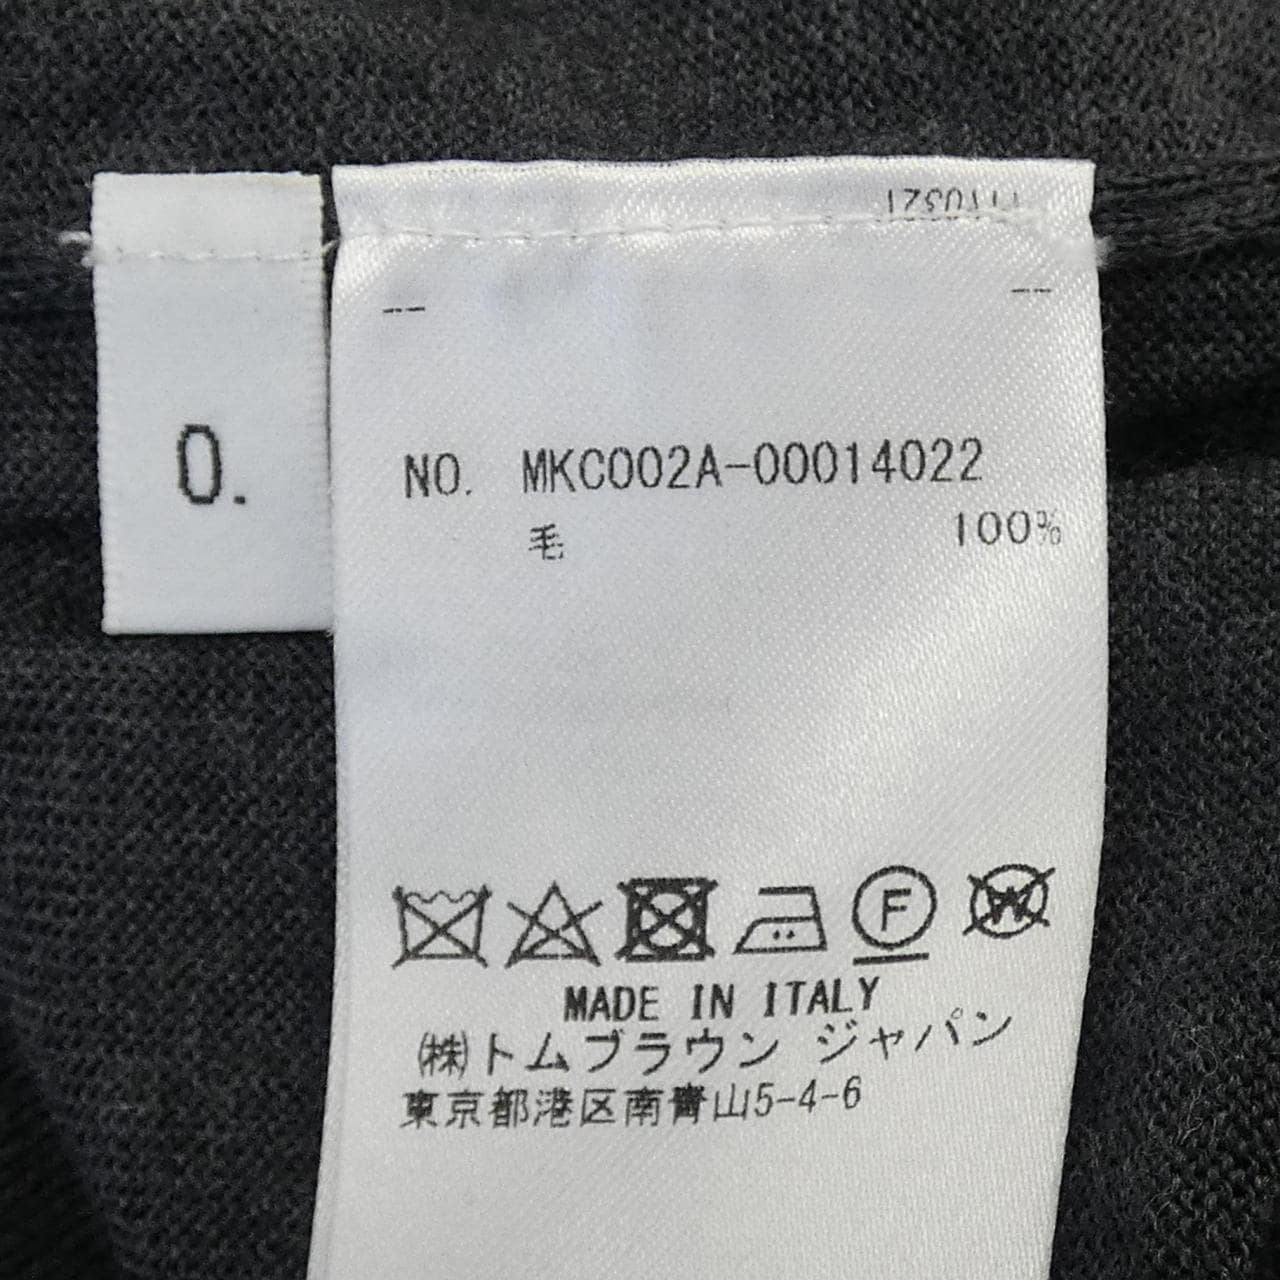 0.
NO. MKC002A-00014022
毛 100%
F
W
MADE IN ITALY
㈱トムブラウン ジャパン
東京都港区南青山5-4-6